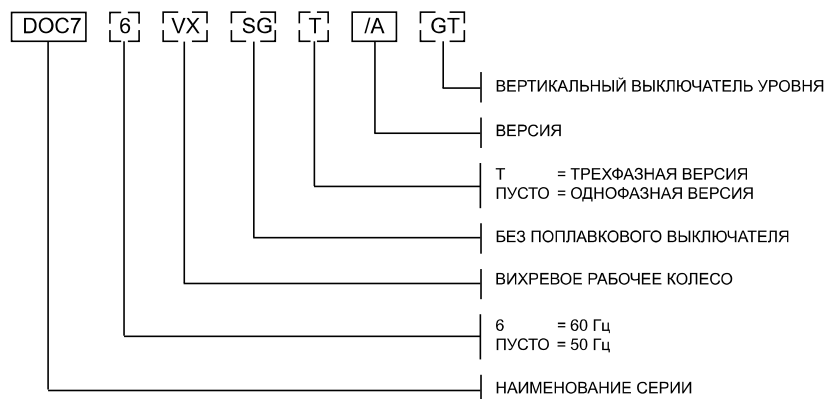 DOC7 6 VX SG T /A GT
ВЕРТИКАЛЬНЫЙ ВЫКЛЮЧАТЕЛЬ УРОВНЯ
ВЕРСИЯ
Т = ТРЕХФАЗНАЯ ВЕРСИЯ
ПУСТО = ОДНОФАЗНАЯ ВЕРСИЯ
БЕЗ ПОПЛАВКОВОГО ВЫКЛЮЧАТЕЛЯ
ВИХРЕВОЕ РАБОЧЕЕ КОЛЕСО
6 = 60 Гц
ПУСТО = 50 Гц
НАИМЕНОВАНИЕ СЕРИИ